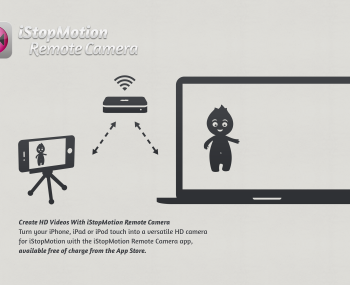 iStopMotion
Remote Camera
Create HD Videos With iStopMotion Remote Camera
Turn your iPhone, iPad or iPod touch into a versatile HD camera
for iStopMotion with the iStopMotion Remote Camera app,
available free of charge from the App Store.